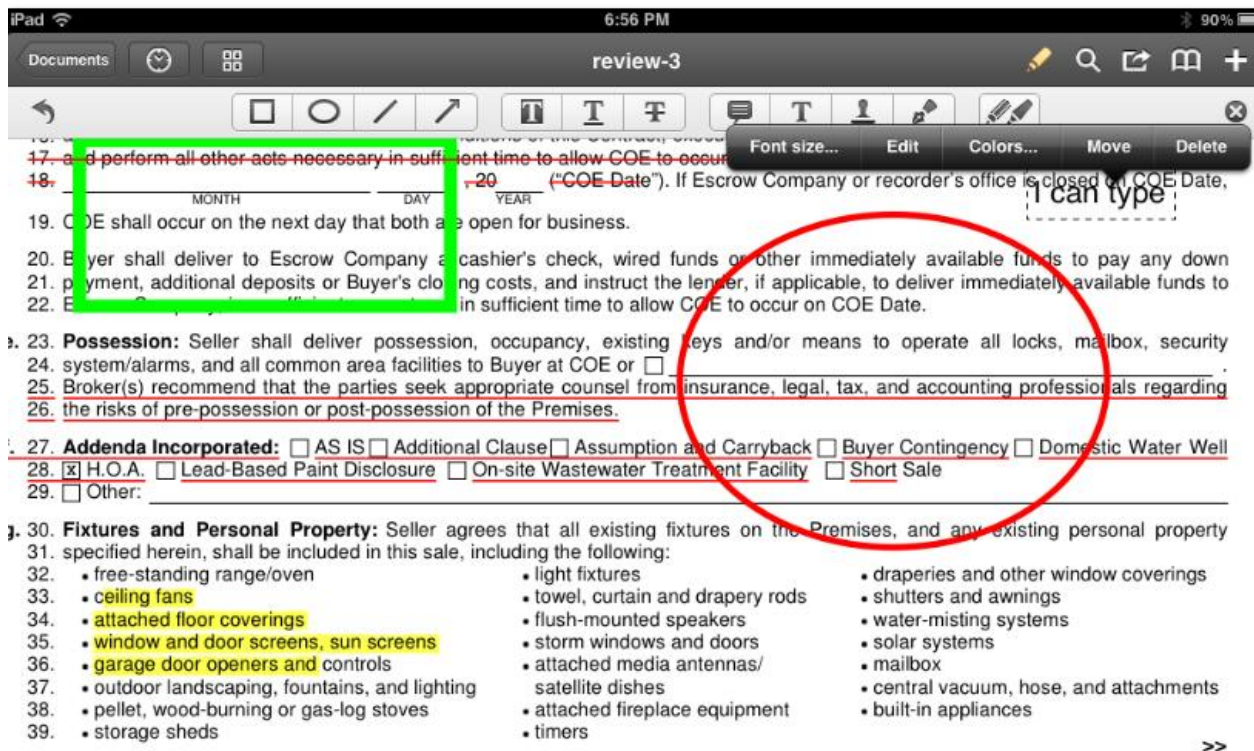 iPad 6:56 PM 90%
Documents review-3
T T T T
Font size... Edit Colors... Move Delete
17. and perform all other acts necessary in sufficient time to allow COE to occur
18. , 20 ("COE Date"). If Escrow Company or recorder's office is closed on COE Date,
MONTH DAY YEAR
I can type
19. COE shall occur on the next day that both are open for business.
20. Buyer shall deliver to Escrow Company a cashier's check, wired funds or other immediately available funds to pay any down
21. payment, additional deposits or Buyer's closing costs, and instruct the lender, if applicable, to deliver immediately available funds to
22. in sufficient time to allow COE to occur on COE Date.
e. 23. Possession: Seller shall deliver possession, occupancy, existing keys and/or means to operate all locks, mailbox, security
24. system/alarms, and all common area facilities to Buyer at COE or ☐ .
25. Broker(s) recommend that the parties seek appropriate counsel from insurance, legal, tax, and accounting professionals regarding
26. the risks of pre-possession or post-possession of the Premises.
f. 27. Addenda Incorporated: ☐ AS IS ☐ Additional Clause ☐ Assumption and Carryback ☐ Buyer Contingency ☐ Domestic Water Well
28. ☒ H.O.A. ☐ Lead-Based Paint Disclosure ☐ On-site Wastewater Treatment Facility ☐ Short Sale
29. ☐ Other:
g. 30. Fixtures and Personal Property: Seller agrees that all existing fixtures on the Premises, and any existing personal property
31. specified herein, shall be included in this sale, including the following:
32. • free-standing range/oven • light fixtures • draperies and other window coverings
33. • ceiling fans • towel, curtain and drapery rods • shutters and awnings
34. • attached floor coverings • flush-mounted speakers • water-misting systems
35. • window and door screens, sun screens • storm windows and doors • solar systems
36. • garage door openers and controls • attached media antennas/ • mailbox
37. • outdoor landscaping, fountains, and lighting satellite dishes • central vacuum, hose, and attachments
38. • pellet, wood-burning or gas-log stoves • attached fireplace equipment • built-in appliances
39. • storage sheds • timers
>>